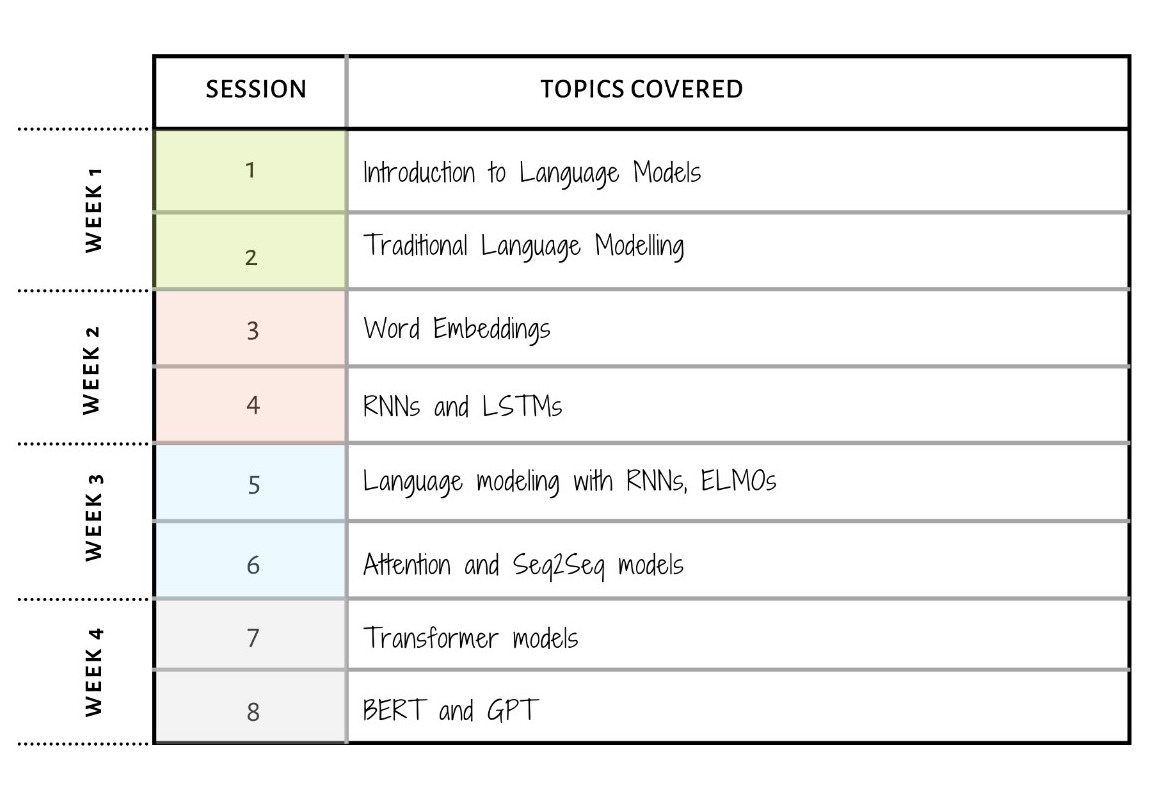 SESSION TOPICS COVERED
WEEK 1
1 Introduction to Language Models
2 Traditional Language Modelling
WEEK 2
3 Word Embeddings
4 RNNs and LSTMs
WEEK 3
5 Language modeling with RNNs, ELMOs
6 Attention and Seq2Seq models
WEEK 4
7 Transformer models
8 BERT and GPT